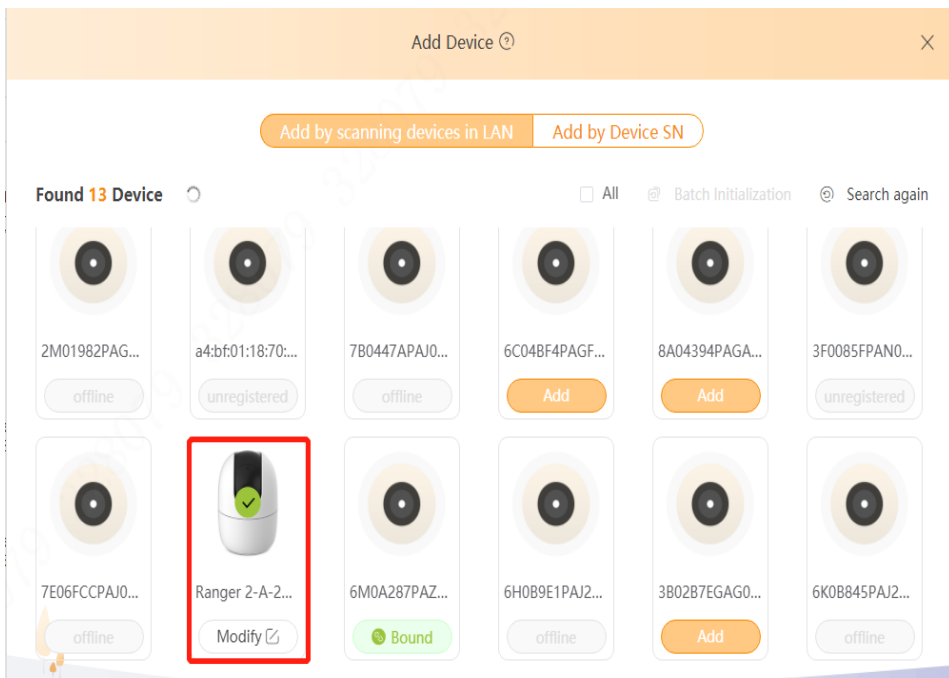 Add Device
Add by scanning devices in LAN Add by Device SN
Found 13 Device All Batch Initialization Search again
2M01982PAG... a4:bf:01:18:70:... 7B0447APAJ0... 6C04BF4PAGF... 8A04394PAGA... 3F0085FPAN0...
offline unregistered offline Add Add unregistered
7E06FCCPAJ0... Ranger 2-A-2... 6M0A287PAZ... 6H0B9E1PAJ2... 3B02B7EGAG0... 6K0B845PAJ2...
offline Modify Bound offline Add offline